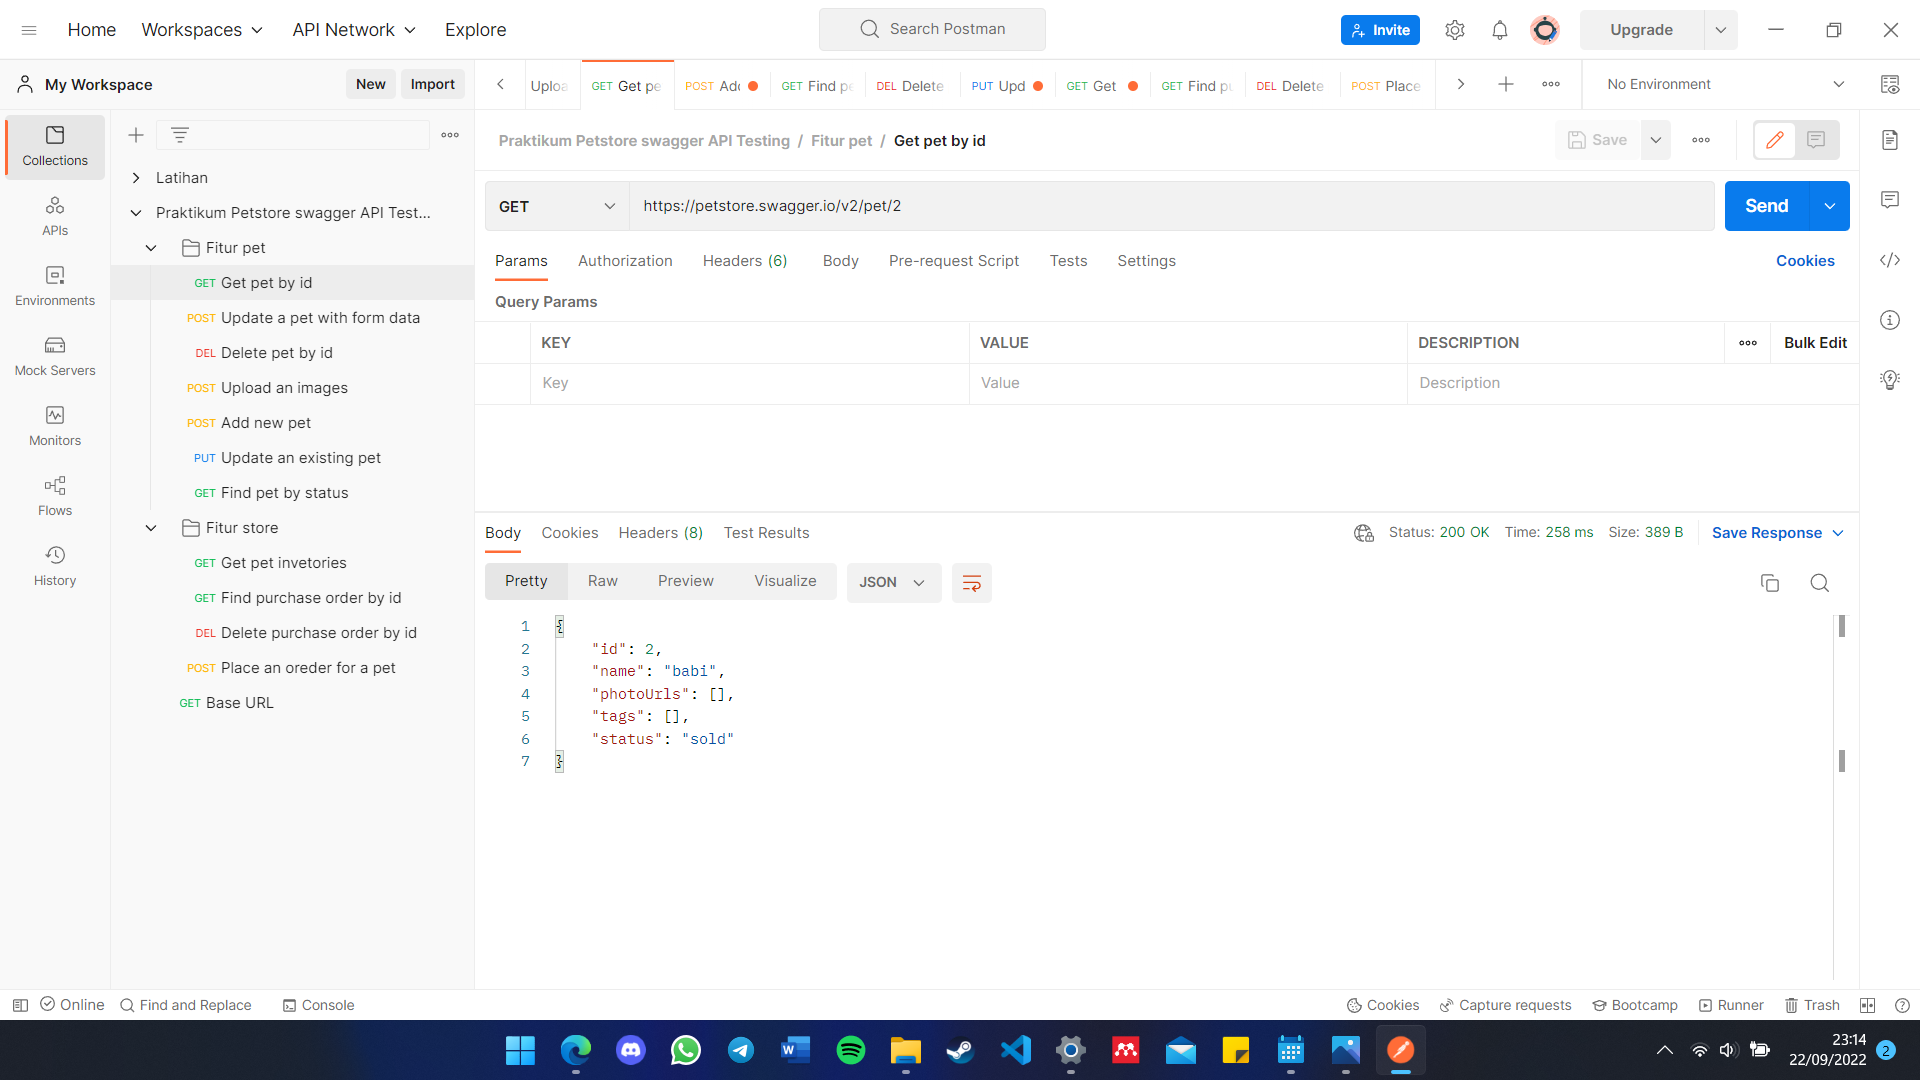 Home
Workspaces
API Network
Explore
Search Postman
Invite
Upgrade
My Workspace
New
Import
GET Get pe
POST
GET Find pe
DEL Delete
PUT Upd
GET Get
GET Find pu
DEL Delete
POST Place
No Environment
Collections
APIs
Environments
Mock Servers
Monitors
Flows
History
Latihan
Praktikum Petstore swagger API Test...
Fitur pet
GET Get pet by id
POST Update a pet with form data
DEL Delete pet by id
POST Upload an images
POST Add new pet
PUT Update an existing pet
GET Find pet by status
Fitur store
GET Get pet invetories
GET Find purchase order by id
DEL Delete purchase order by id
POST Place an oreder for a pet
GET Base URL
Praktikum Petstore swagger API Testing / Fitur pet / Get pet by id
Save
GET
https://petstore.swagger.io/v2/pet/2
Send
Params
Authorization
Headers (6)
Body
Pre-request Script
Tests
Settings
Cookies
Query Params
KEY
VALUE
DESCRIPTION
Bulk Edit
Key
Value
Description
Body
Cookies
Headers (8)
Test Results
Status: 200 OK
Time: 258 ms
Size: 389 B
Save Response
Pretty
Raw
Preview
Visualize
JSON
1 {
2 "id": 2,
3 "name": "babi",
4 "photoUrls": [],
5 "tags": [],
6 "status": "sold"
7 }
Online
Find and Replace
Console
Cookies
Capture requests
Bootcamp
Runner
Trash
23:14
22/09/2022
2